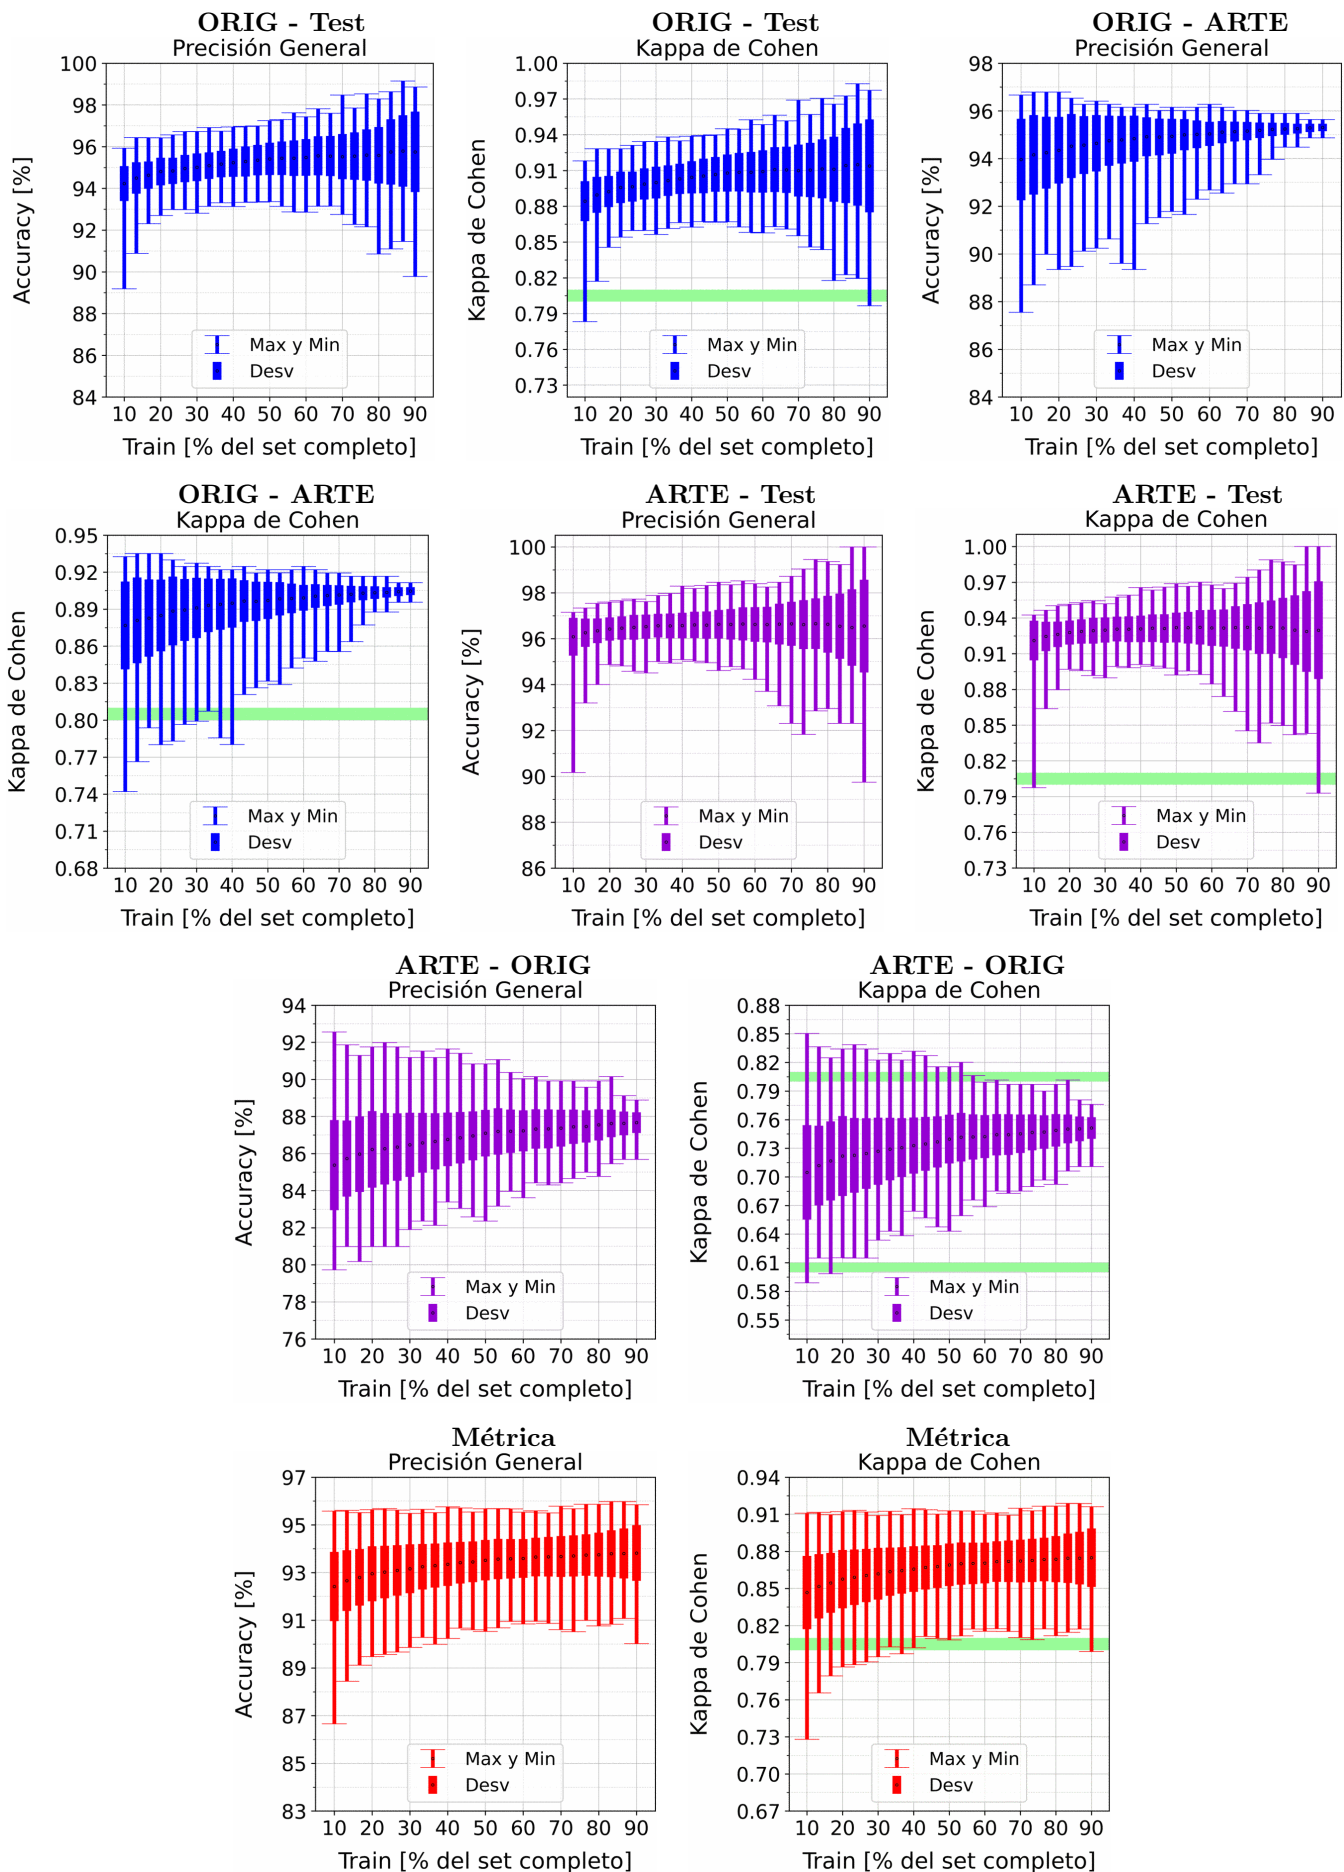 ORIG - Test
Precisión General
100
98
96
94
92
90
88
86
84
Accuracy [%]
Max y Min
Desv
10 20 30 40 50 60 70 80 90
Train [% del set completo]
ORIG - Test
Kappa de Cohen
1.00
0.97
0.94
0.91
0.88
0.85
0.82
0.79
0.76
0.73
Kappa de Cohen
Max y Min
Desv
10 20 30 40 50 60 70 80 90
Train [% del set completo]
ORIG - ARTE
Precisión General
98
96
94
92
90
88
86
84
Accuracy [%]
Max y Min
Desv
10 20 30 40 50 60 70 80 90
Train [% del set completo]
ORIG - ARTE
Kappa de Cohen
0.95
0.92
0.89
0.86
0.83
0.80
0.77
0.74
0.71
0.68
Kappa de Cohen
Max y Min
Desv
10 20 30 40 50 60 70 80 90
Train [% del set completo]
ARTE - Test
Precisión General
100
98
96
94
92
90
88
86
Accuracy [%]
Max y Min
Desv
10 20 30 40 50 60 70 80 90
Train [% del set completo]
ARTE - Test
Kappa de Cohen
1.00
0.97
0.94
0.91
0.88
0.85
0.82
0.79
0.76
0.73
Kappa de Cohen
Max y Min
Desv
10 20 30 40 50 60 70 80 90
Train [% del set completo]
ARTE - ORIG
Precisión General
94
92
90
88
86
84
82
80
78
76
Accuracy [%]
Max y Min
Desv
10 20 30 40 50 60 70 80 90
Train [% del set completo]
ARTE - ORIG
Kappa de Cohen
0.88
0.85
0.82
0.79
0.76
0.73
0.70
0.67
0.64
0.61
0.58
0.55
Kappa de Cohen
Max y Min
Desv
10 20 30 40 50 60 70 80 90
Train [% del set completo]
Métrica
Precisión General
97
95
93
91
89
87
85
83
Accuracy [%]
Max y Min
Desv
10 20 30 40 50 60 70 80 90
Train [% del set completo]
Métrica
Kappa de Cohen
0.94
0.91
0.88
0.85
0.82
0.79
0.76
0.73
0.70
0.67
Kappa de Cohen
Max y Min
Desv
10 20 30 40 50 60 70 80 90
Train [% del set completo]